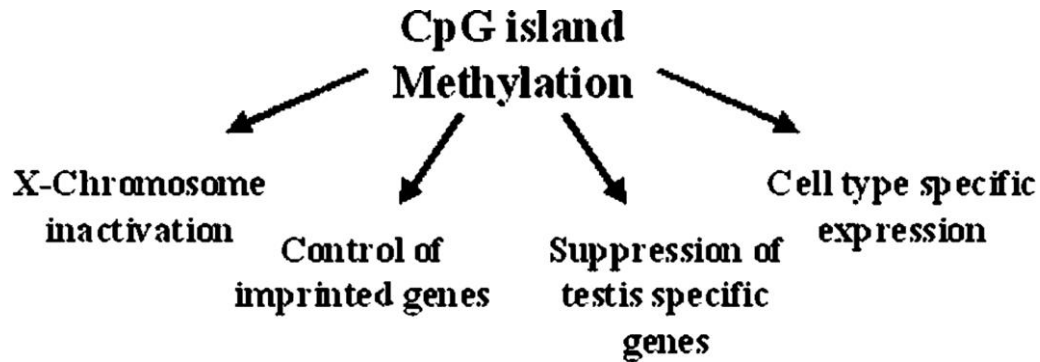 CpG island
Methylation
X-Chromosome
inactivation
Control of
imprinted genes
Suppression of
testis specific
genes
Cell type specific
expression